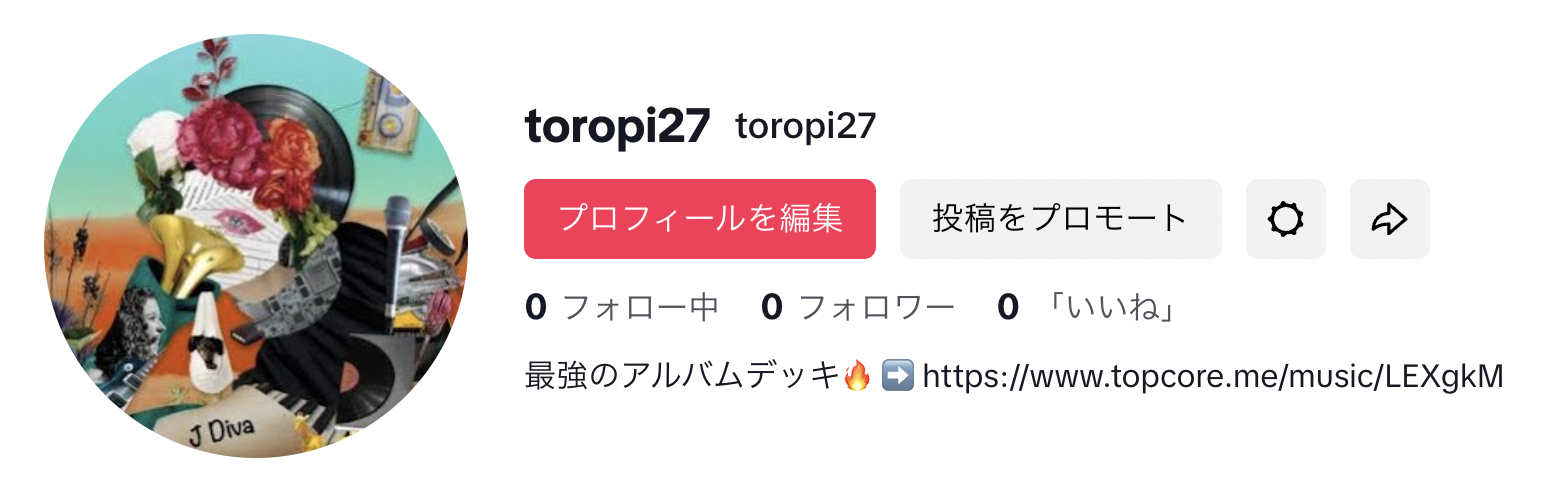 toropi27 toropi27
プロフィールを編集 投稿をプロモート
0 フォロー中 0 フォロワー 0 「いいね」
最強のアルバムデッキ🔥 ➡️ https://www.topcore.me/music/LEXgkM
J Diva